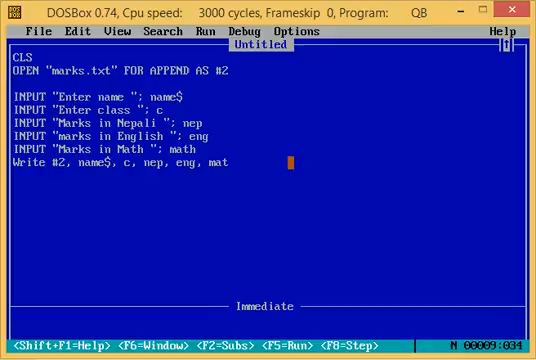 DOSBox 0.74, Cpu speed: 3000 cycles, Frameskip 0, Program: QB
File Edit View Search Run Debug Options Help
Untitled
CLS
OPEN "marks.txt" FOR APPEND AS #2
INPUT "Enter name "; name$
INPUT "Enter class "; c
INPUT "Marks in Nepali "; nep
INPUT "marks in English "; eng
INPUT "Marks in Math "; math
Write #2, name$, c, nep, eng, mat
Immediate
<Shift+F1=Help> <F6=Window> <F2=Subs> <F5=Run> <F8=Step> N 00009:034